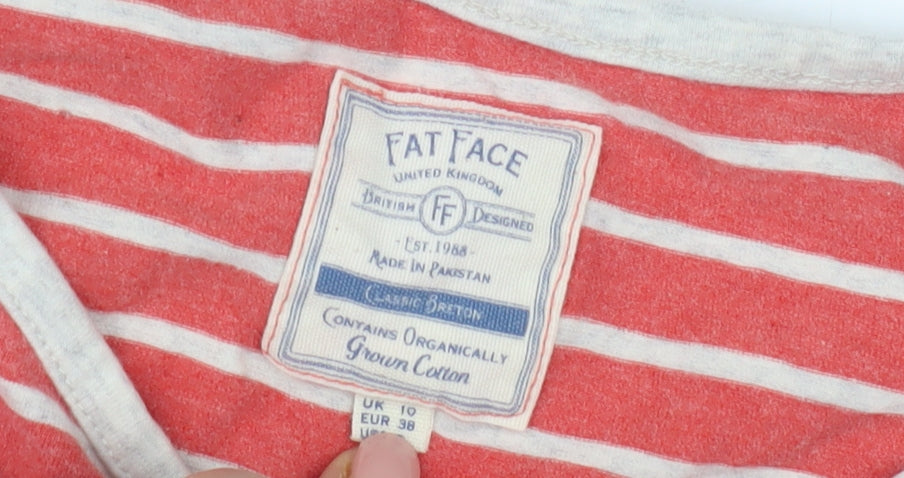 FAT FACE
UNITED KINGDOM
BRITISH FF DESIGNED
· EST. 1988 ·
MADE IN PAKISTAN
CLASSIC BRETON
CONTAINS ORGANICALLY
Grown Cotton
UK 10
EUR 38